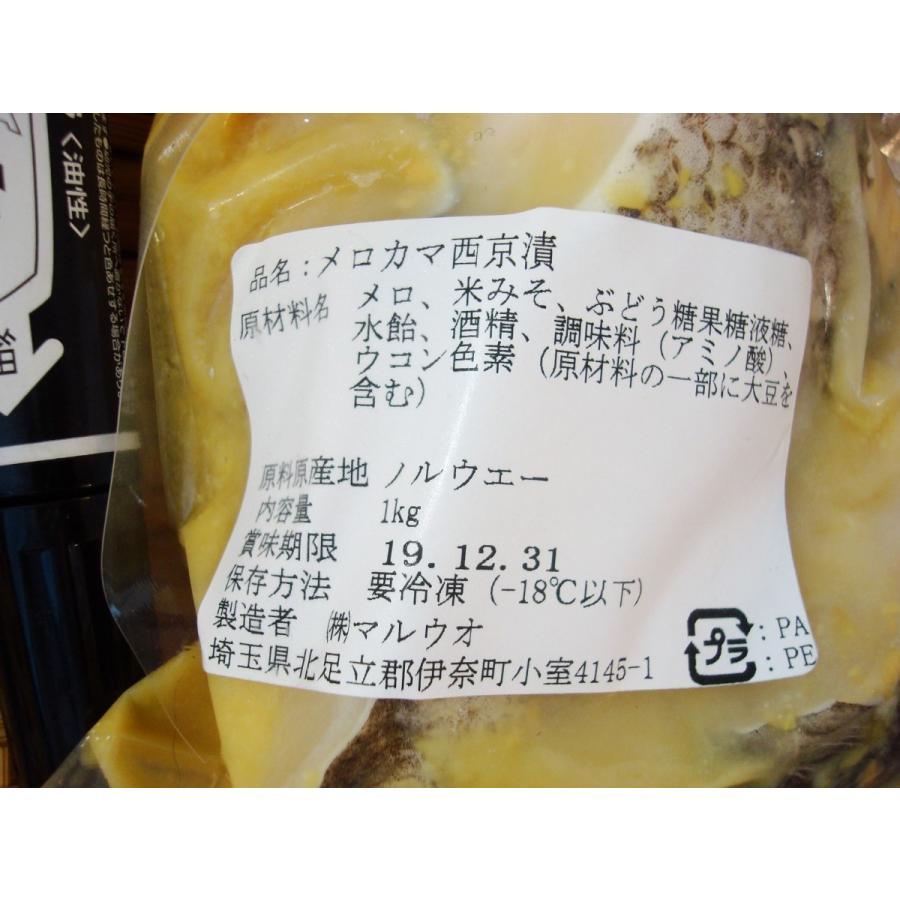 品名：メロカマ西京漬
原材料名 メロ、米みそ、ぶどう糖果糖液糖、
水飴、酒精、調味料（アミノ酸）、
ウコン色素（原材料の一部に大豆を
含む）
原料原産地 ノルウエー
内容量 1kg
賞味期限 19.12.31
保存方法 要冷凍（-18℃以下）
製造者 ㈱マルウオ
埼玉県北足立郡伊奈町小室4145-1
プラ
：PA
：PE
く油性〉
細